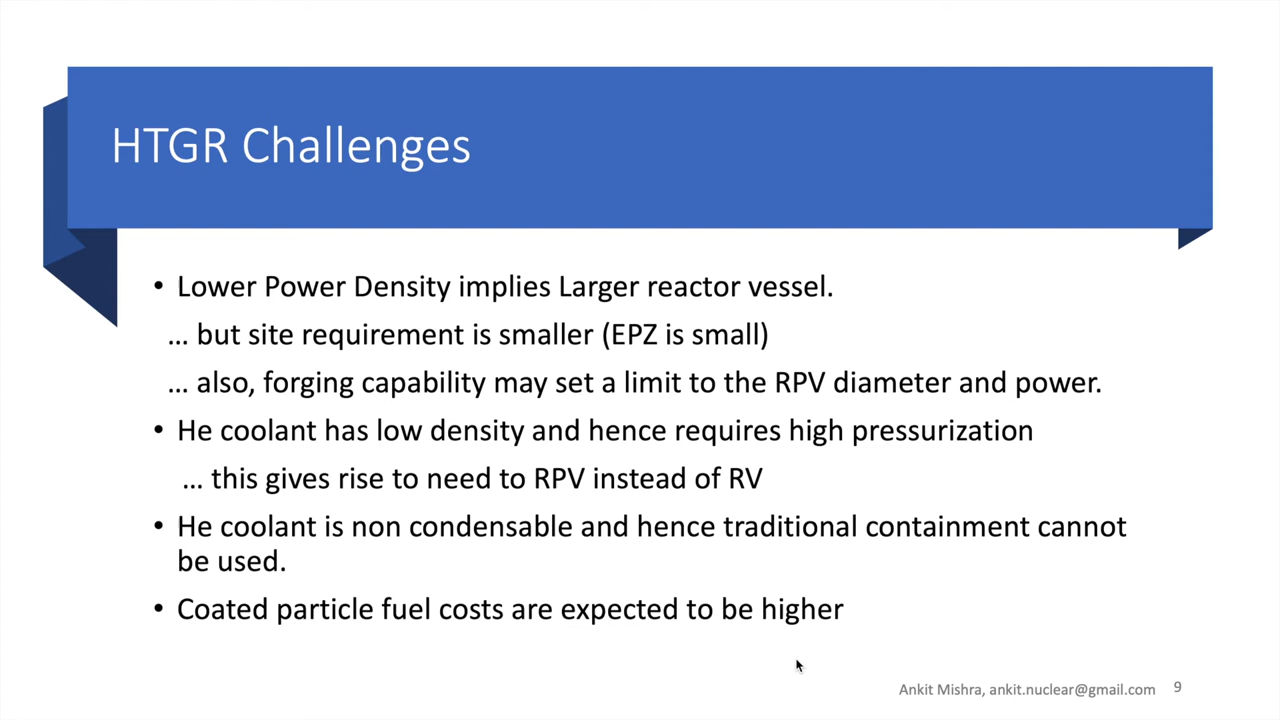 HTGR Challenges
• Lower Power Density implies Larger reactor vessel.
... but site requirement is smaller (EPZ is small)
... also, forging capability may set a limit to the RPV diameter and power.
• He coolant has low density and hence requires high pressurization
... this gives rise to need to RPV instead of RV
• He coolant is non condensable and hence traditional containment cannot
be used.
• Coated particle fuel costs are expected to be higher
Ankit Mishra, ankit.nuclear@gmail.com 9